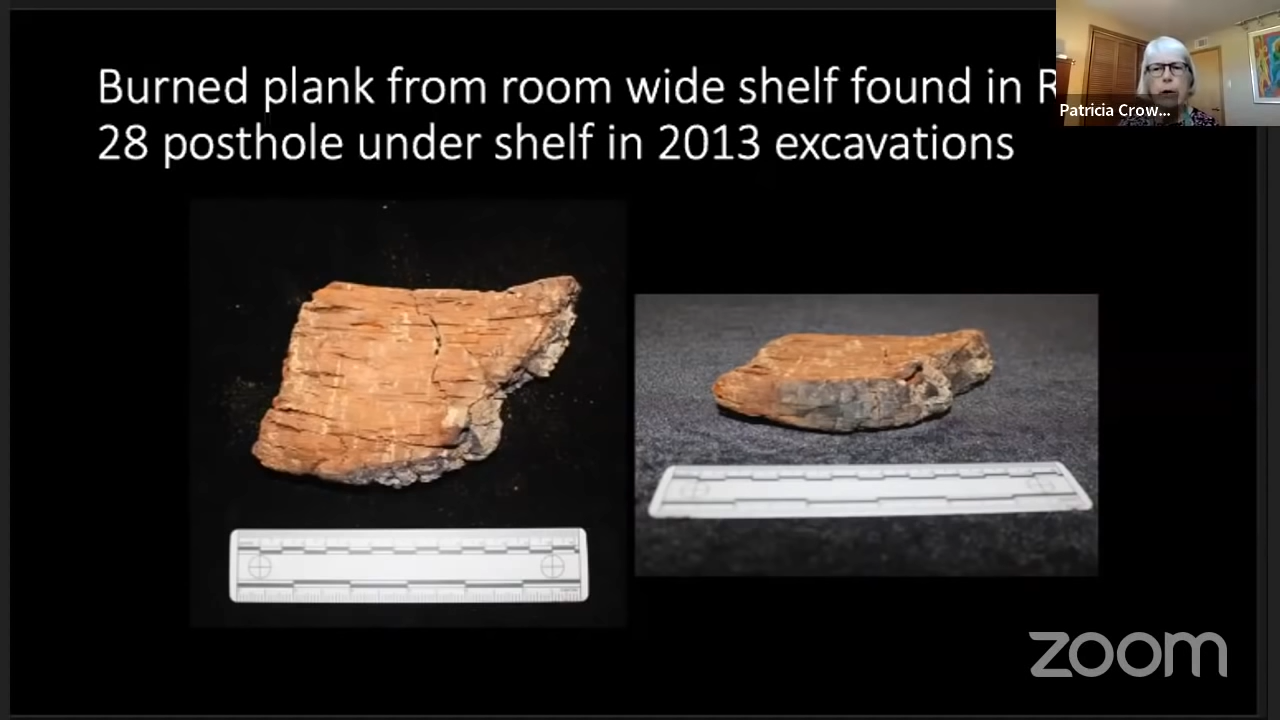 Burned plank from room wide shelf found in R
28 posthole under shelf in 2013 excavations
Patricia Crow...
zoom